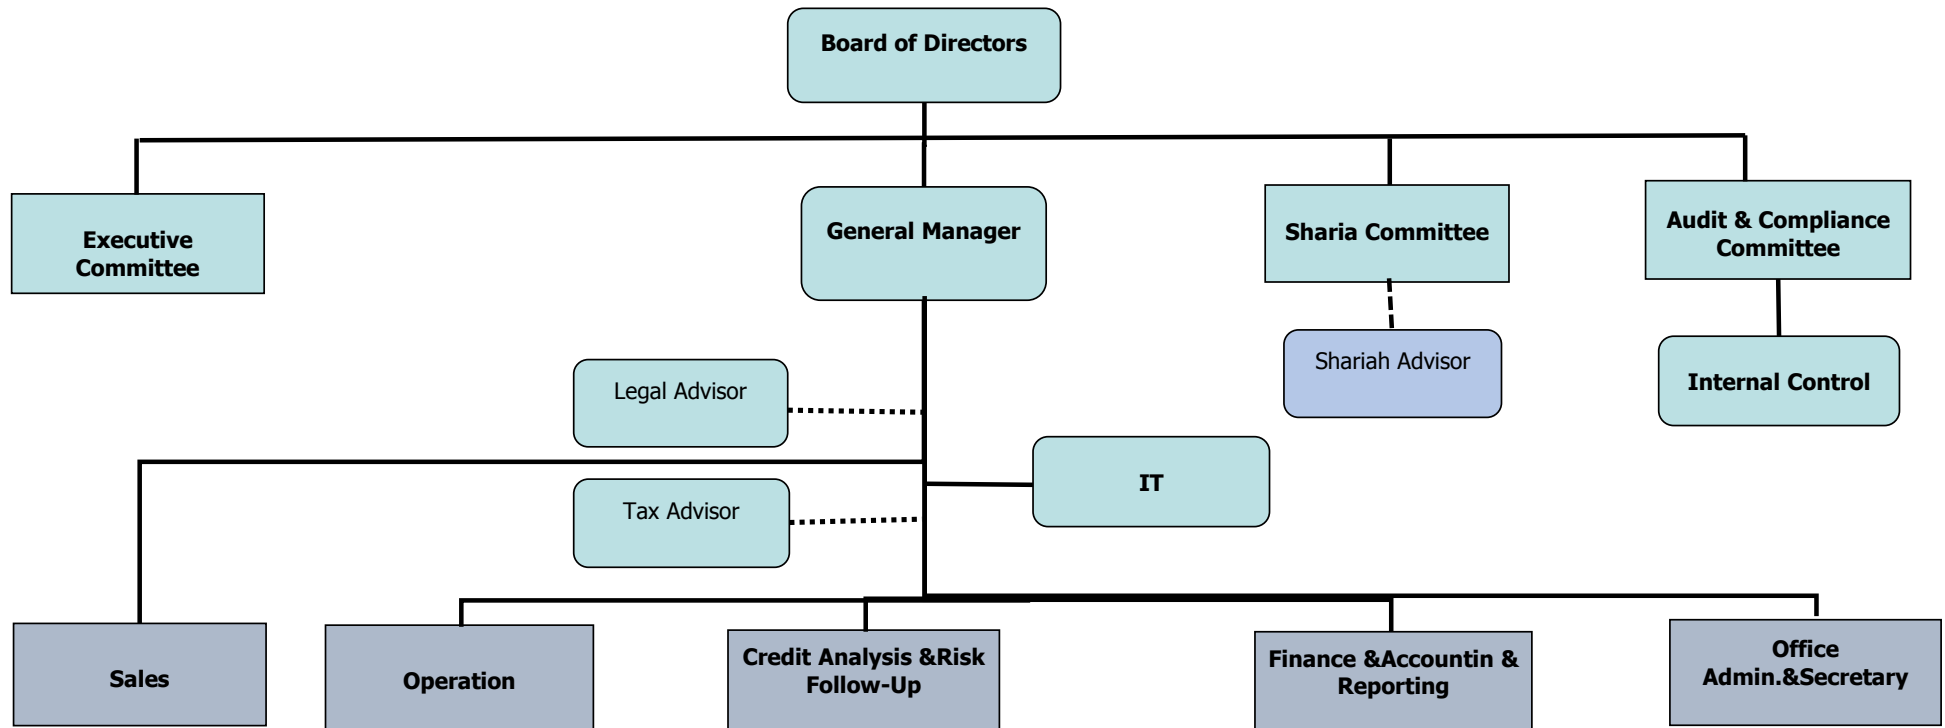 Board of Directors
Executive
Committee
General Manager
Sharia Committee
Audit & Compliance
Committee
Legal Advisor
Shariah Advisor
Internal Control
IT
Tax Advisor
Sales
Operation
Credit Analysis &Risk
Follow-Up
Finance &Accountin &
Reporting
Office
Admin.&Secretary